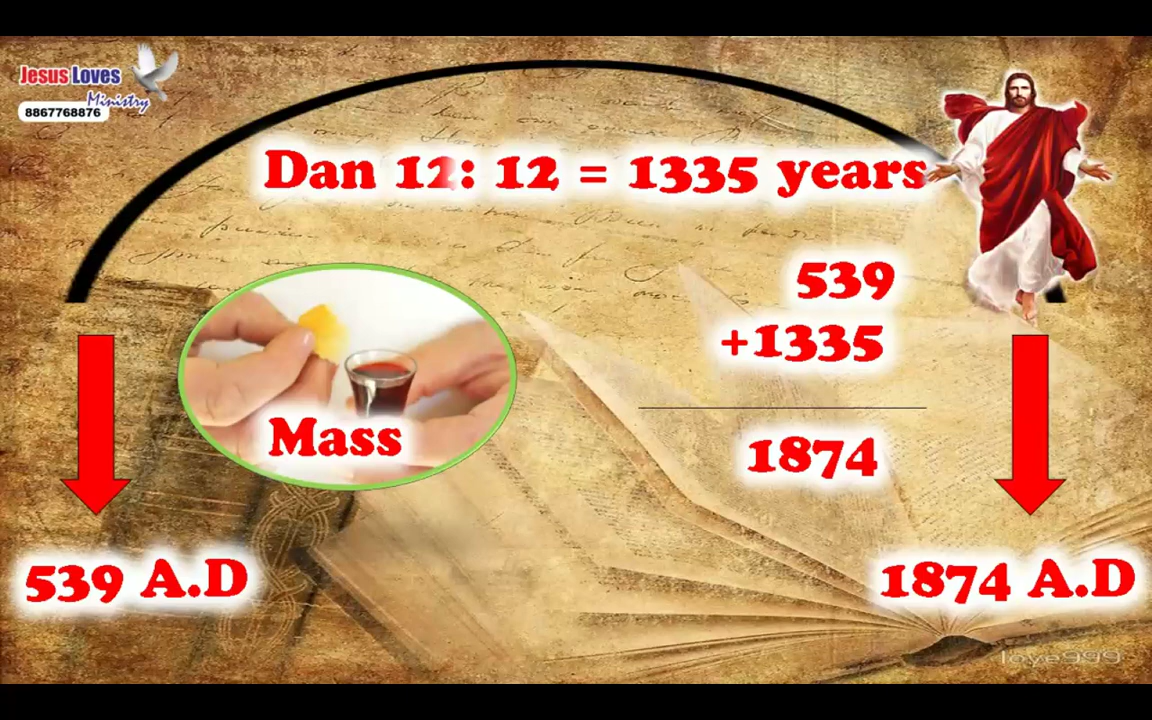 Jesus Loves
Ministry
8867768876
Dan 12: 12 = 1335 years
539
+1335
1874
Mass
539 A.D
1874 A.D
love999